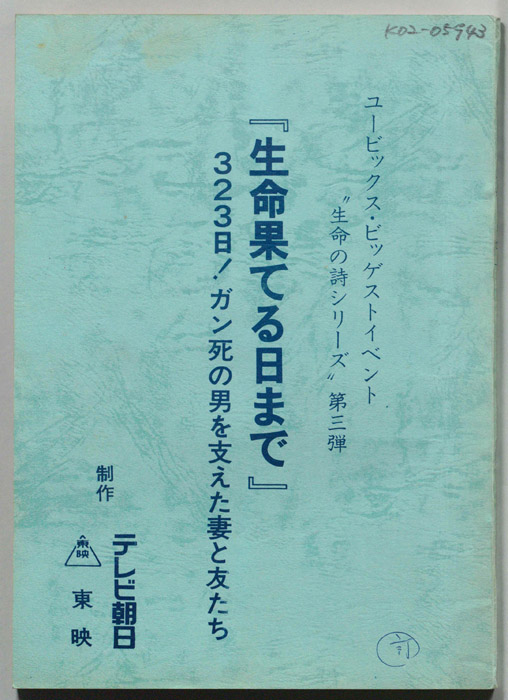 K02-05943
ユービックス・ビッゲストイベント
〝生命の詩シリーズ〟第三弾
『生命果てる日まで』
323日!ガン死の男を支えた妻と友たち
制作
テレビ朝日
東映
東映